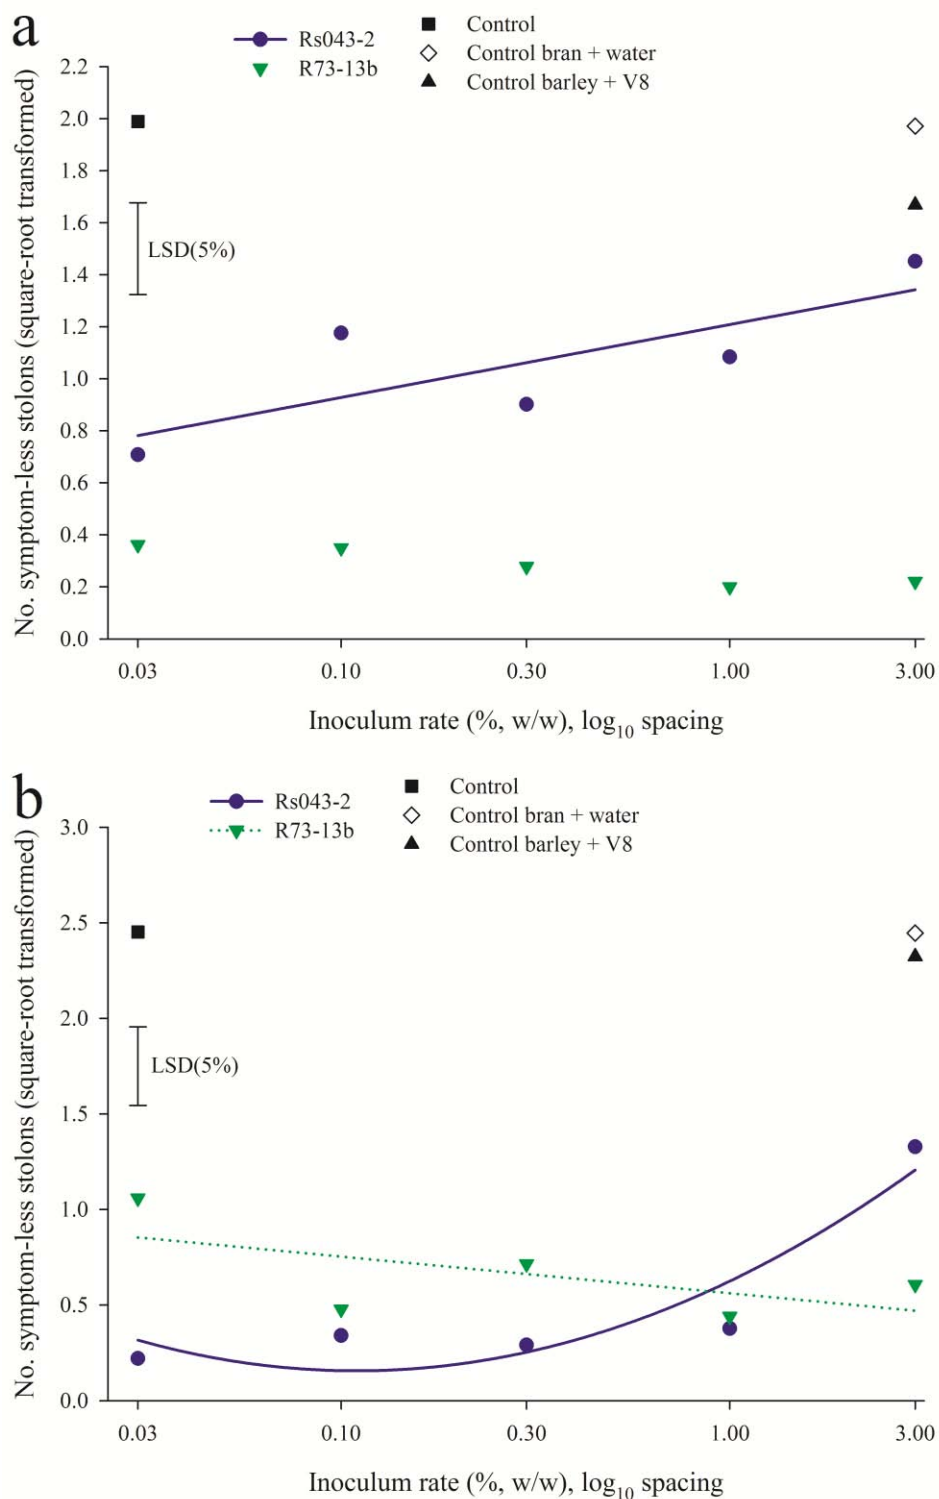 a
Rs043-2
R73-13b
Control
Control bran + water
Control barley + V8
No. symptom-less stolons (square-root transformed)
2.2
2.0
1.8
1.6
1.4
1.2
1.0
0.8
0.6
0.4
0.2
0.0
LSD(5%)
0.03 0.10 0.30 1.00 3.00
Inoculum rate (%, w/w), log10 spacing
b
Rs043-2
R73-13b
Control
Control bran + water
Control barley + V8
No. symptom-less stolons (square-root transformed)
3.0
2.5
2.0
1.5
1.0
0.5
0.0
LSD(5%)
0.03 0.10 0.30 1.00 3.00
Inoculum rate (%, w/w), log10 spacing